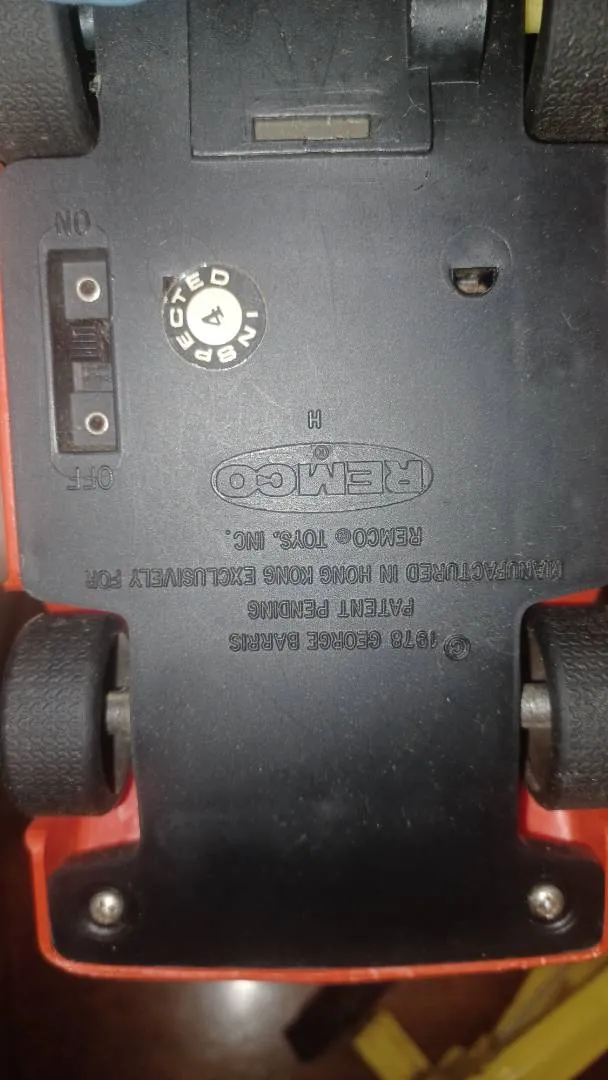 © 1978 GEORGE BARRIS
PATENT PENDING
MANUFACTURED IN HONG KONG EXCLUSIVELY FOR
REMCO ® TOYS, INC.
REMCO ®
H
OFF
INSPECTED
4
ON